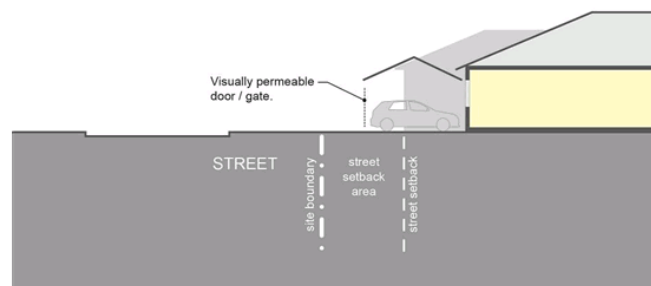 Visually permeable
door / gate.
STREET
site boundary
street
setback
area
street setback